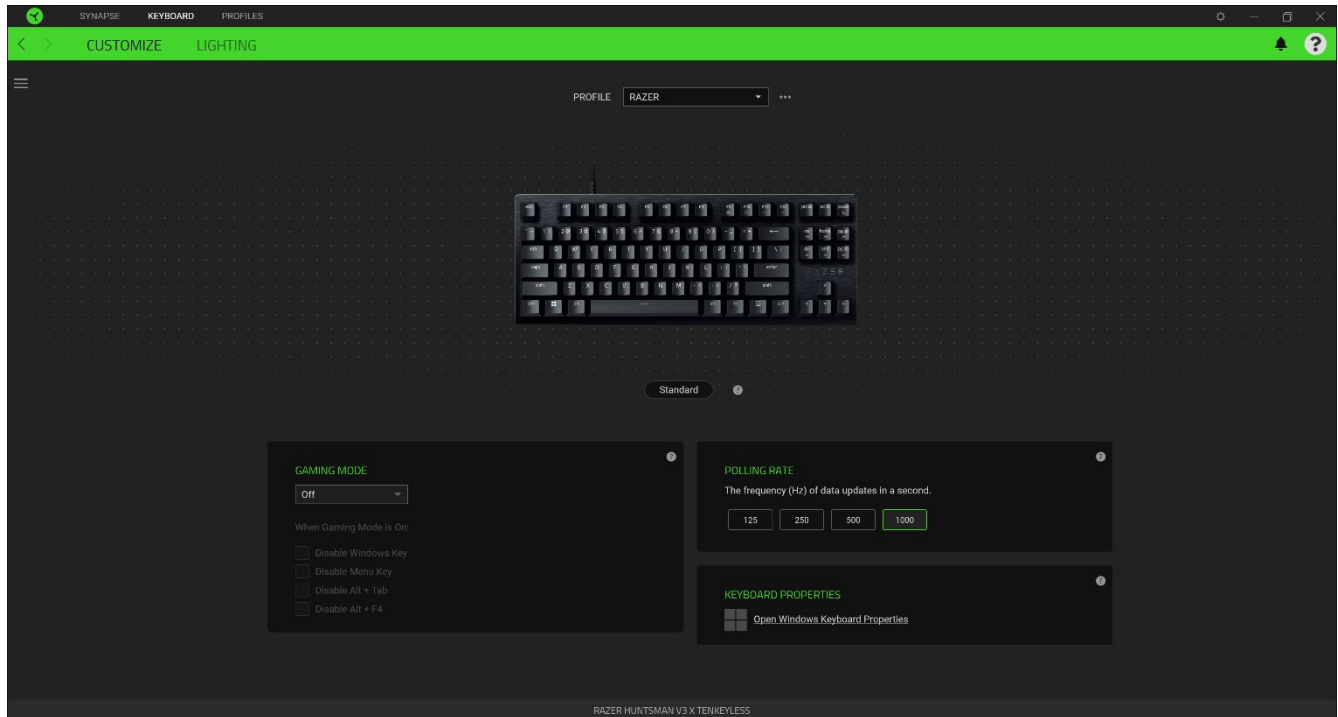 SYNAPSE KEYBOARD PROFILES
CUSTOMIZE LIGHTING
PROFILE RAZER
Standard
GAMING MODE
Off
When Gaming Mode Is On:
Disable Windows Key
Disable Menu Key
Disable Alt + Tab
Disable Alt + F4
POLLING RATE
The frequency (Hz) of data updates in a second.
125 250 500 1000
KEYBOARD PROPERTIES
Open Windows Keyboard Properties
RAZER HUNTSMAN V3 X TENKEYLESS